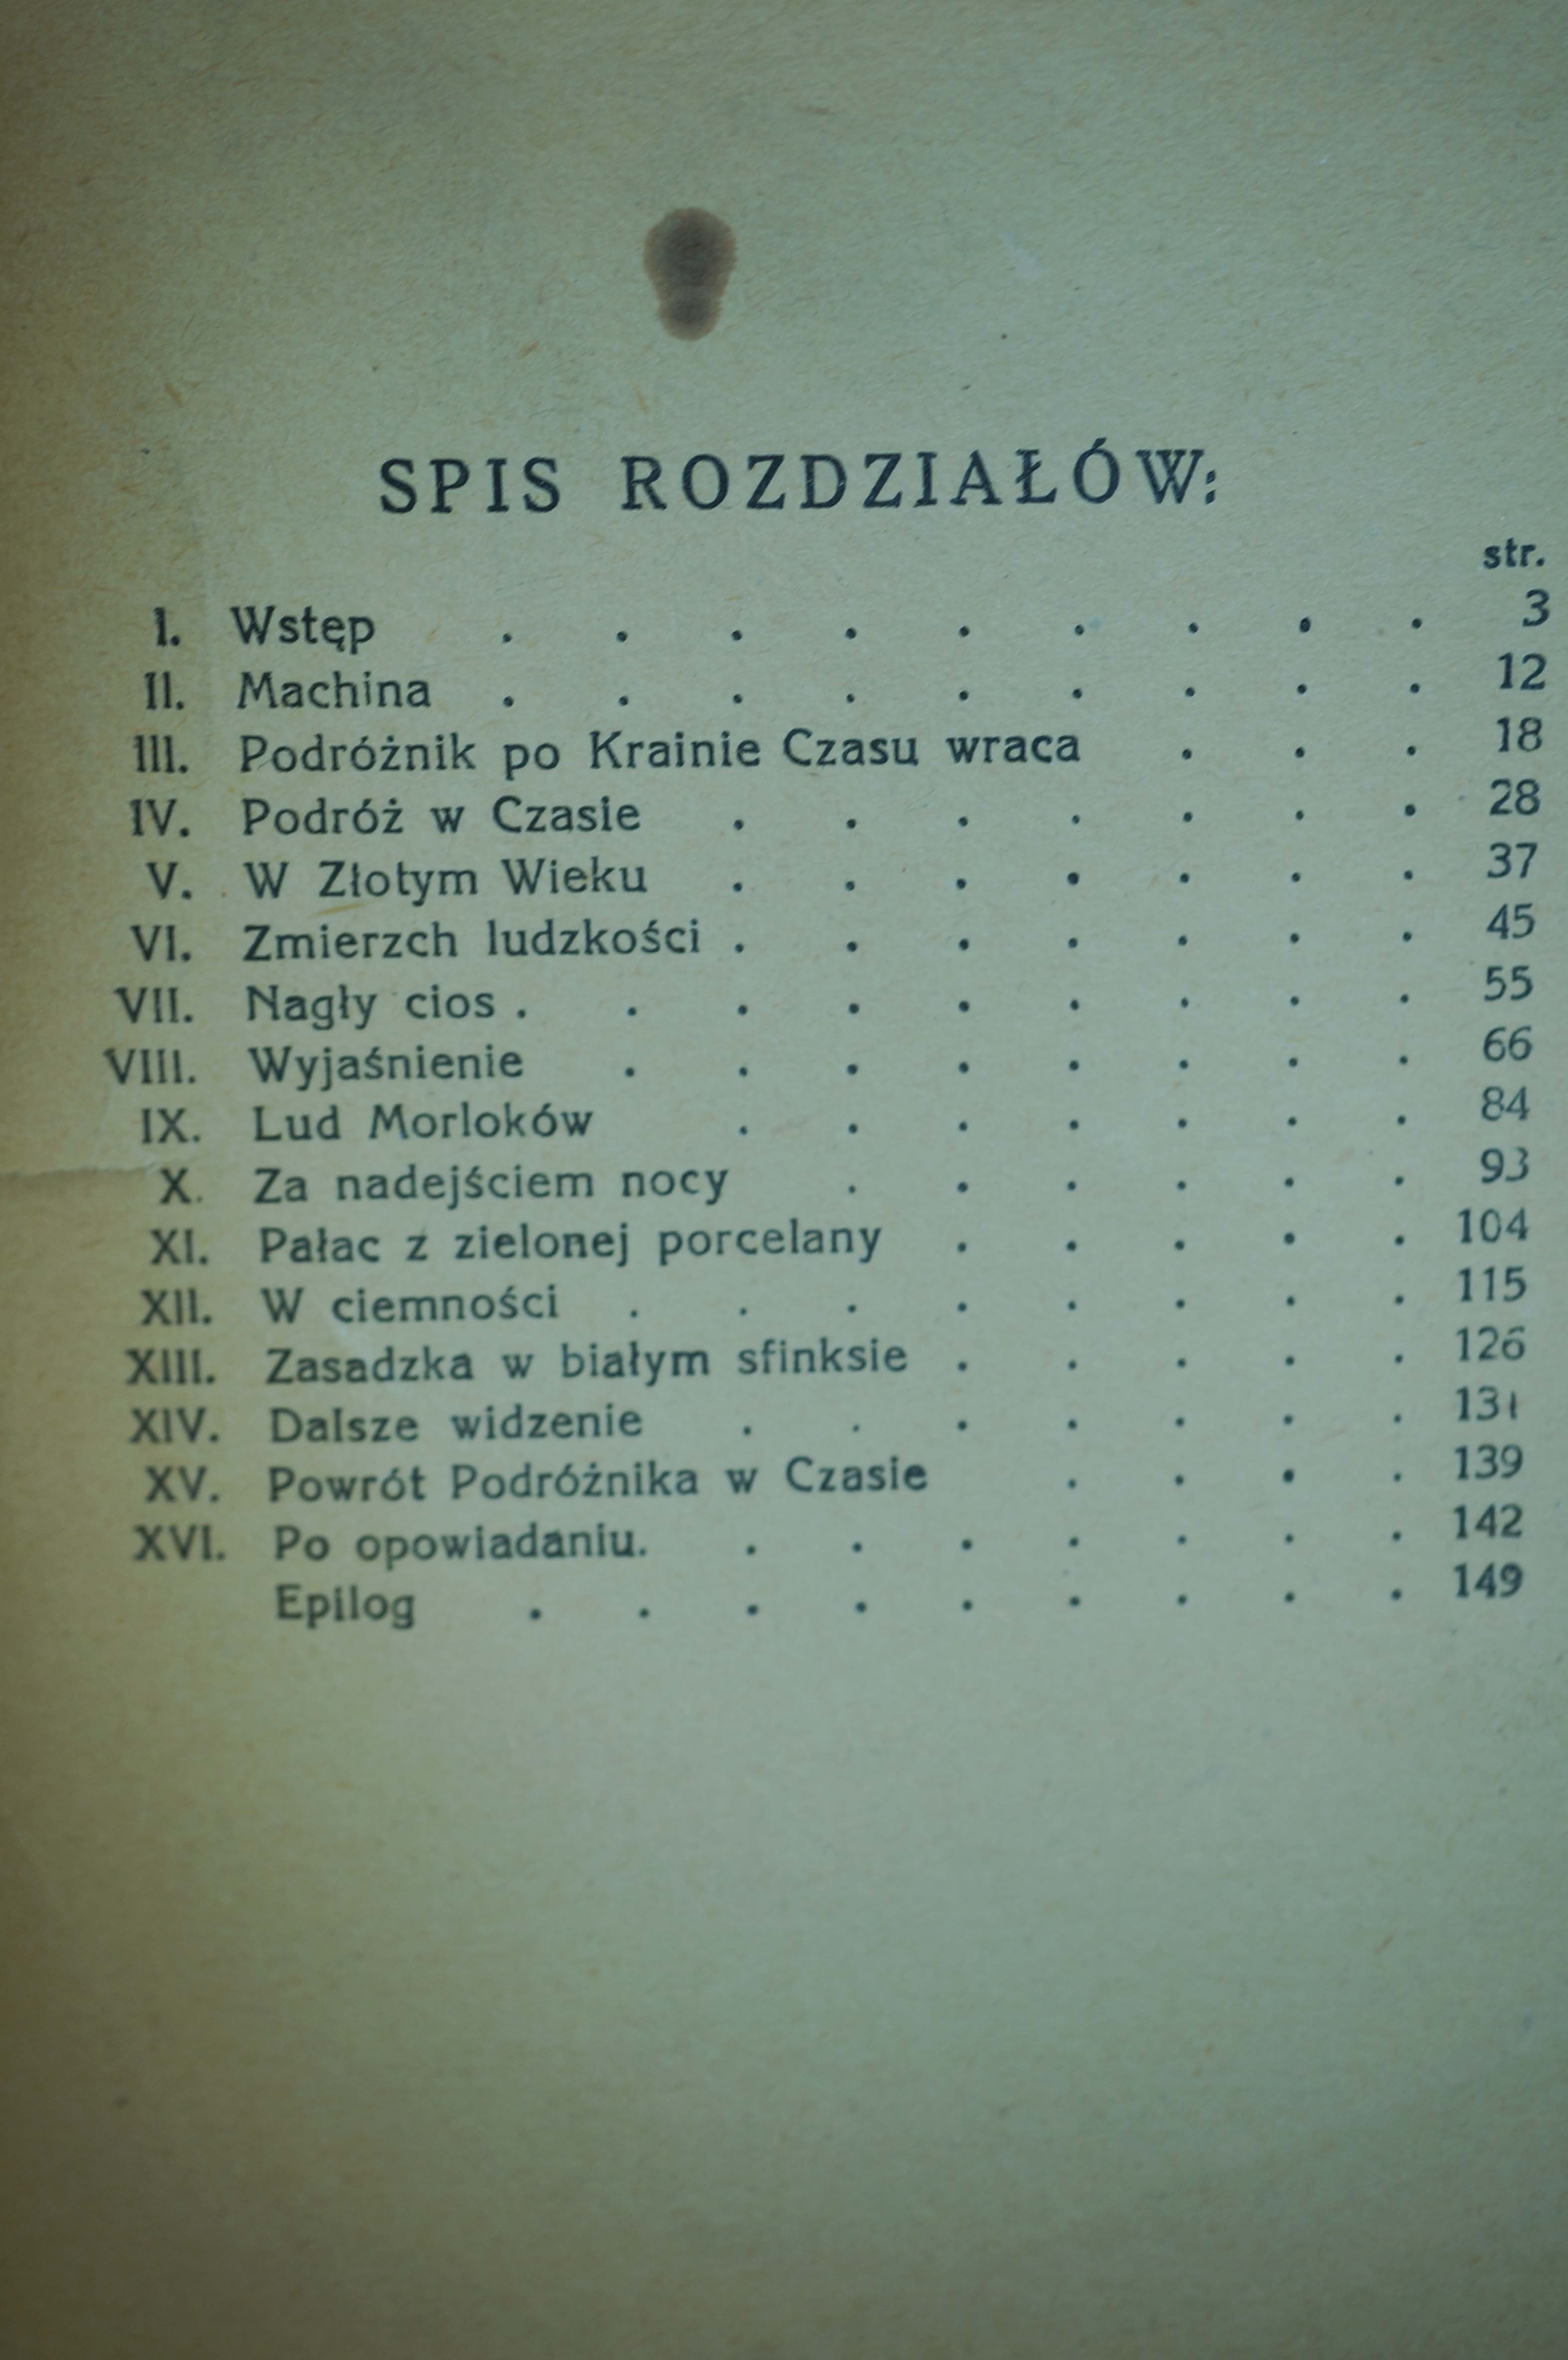 SPIS ROZDZIAŁÓW:
str.
I. Wstęp . . . . . . . . . 3
II. Machina . . . . . . . . . 12
III. Podróżnik po Krainie Czasu wraca . . . 18
IV. Podróż w Czasie . . . . . . . 28
V. W Złotym Wieku . . . . . . . 37
VI. Zmierzch ludzkości . . . . . . . 45
VII. Nagły cios . . . . . . . . . 55
VIII. Wyjaśnienie . . . . . . . . 66
IX. Lud Morloków . . . . . . . 84
X. Za nadejściem nocy . . . . . . 93
XI. Pałac z zielonej porcelany . . . . . 104
XII. W ciemności . . . . . . . . 115
XIII. Zasadzka w białym sfinksie . . . . . 126
XIV. Dalsze widzenie . . . . . . . 131
XV. Powrót Podróżnika w Czasie . . . . 139
XVI. Po opowiadaniu. . . . . . . . 142
Epilog . . . . . . . . . 149